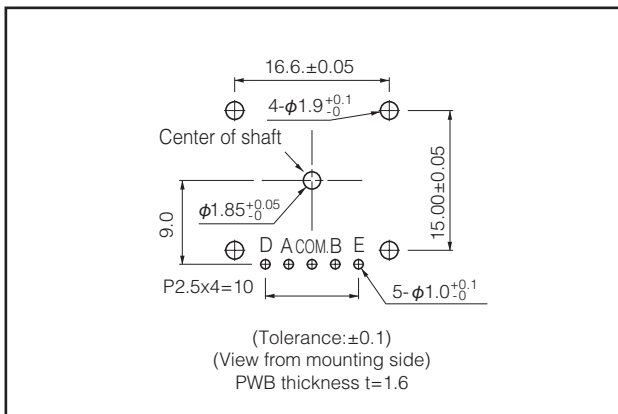 16.6.±0.05
4-φ1.9 +0.1 -0
Center of shaft
φ1.85 +0.05 -0
9.0
15.00±0.05
D A COM. B E
P2.5x4=10
5-φ1.0 +0.1 -0
(Tolerance:±0.1)
(View from mounting side)
PWB thickness t=1.6